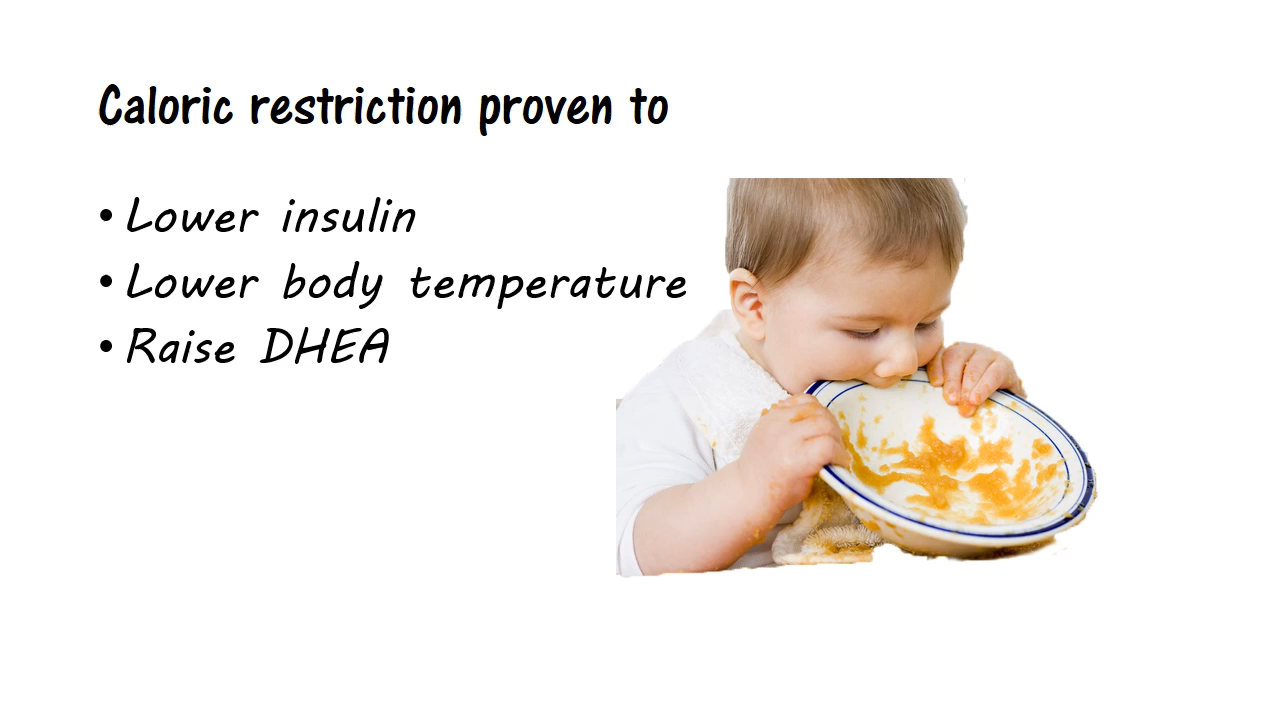 Caloric restriction proven to
• Lower insulin
• Lower body temperature
• Raise DHEA